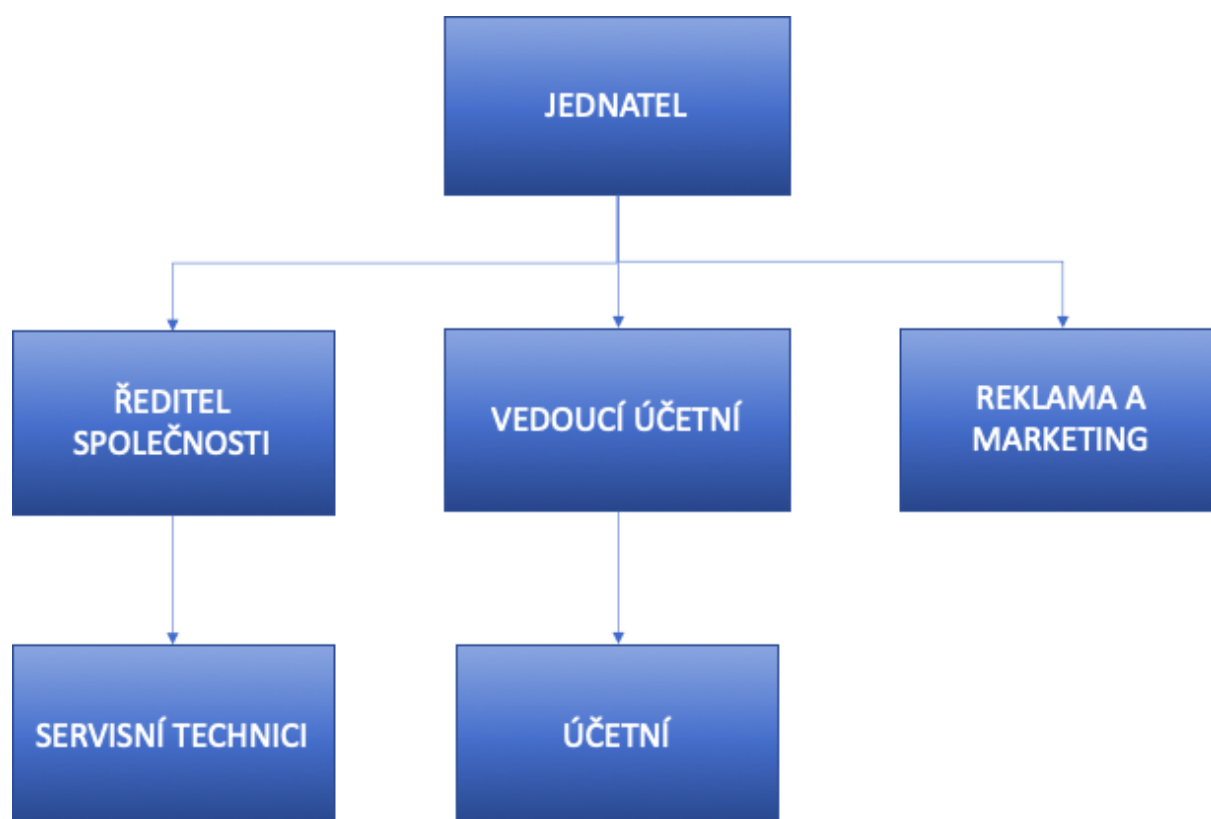 JEDNATEL
ŘEDITEL
SPOLEČNOSTI
VEDOUCÍ ÚČETNÍ
REKLAMA A
MARKETING
SERVISNÍ TECHNICI
ÚČETNÍ